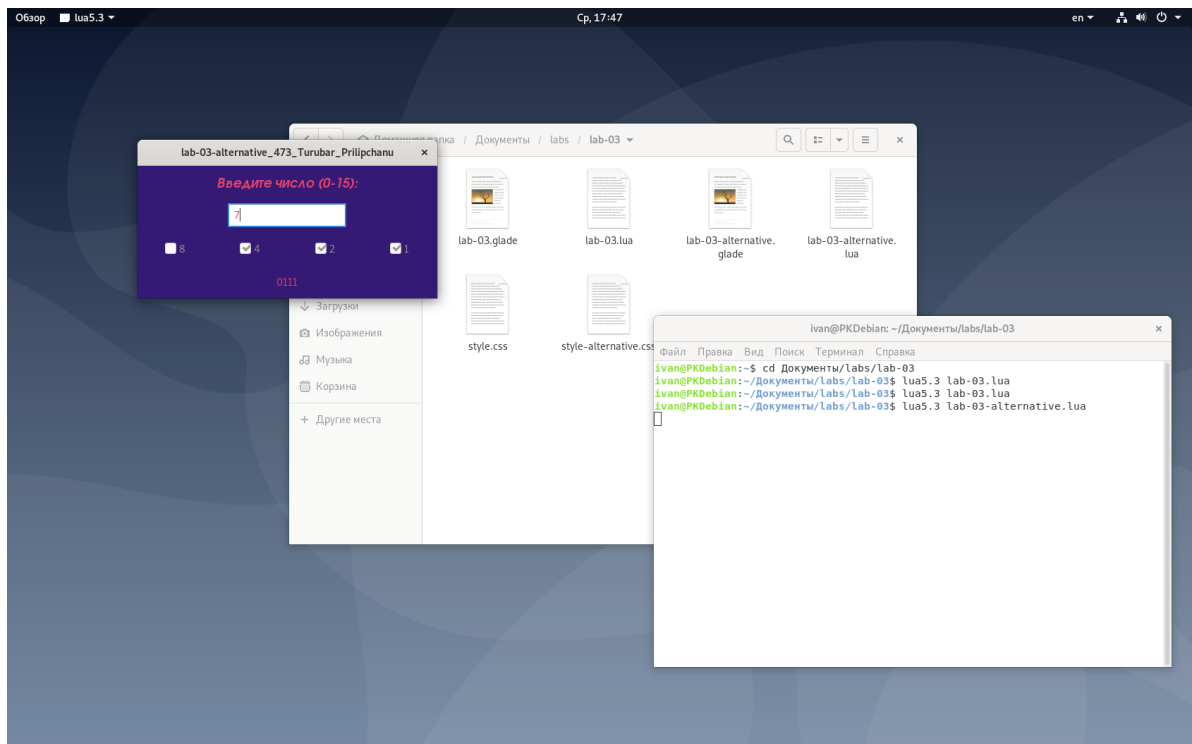 Обзор lua5.3 Ср, 17:47 en
папка / Документы / labs / lab-03
lab-03-alternative_473_Turubar_Prilipchanu
Введите число (0-15):
7
8 4 2 1
0111
lab-03.glade lab-03.lua lab-03-alternative. lab-03-alternative.
glade lua
style.css style-alternative.css
Загрузки
Изображения
Музыка
Корзина
+ Другие места
ivan@PKDebian: ~/Документы/labs/lab-03
Файл Правка Вид Поиск Терминал Справка
ivan@PKDebian:~$ cd Документы/labs/lab-03
ivan@PKDebian:~/Документы/labs/lab-03$ lua5.3 lab-03.lua
ivan@PKDebian:~/Документы/labs/lab-03$ lua5.3 lab-03.lua
ivan@PKDebian:~/Документы/labs/lab-03$ lua5.3 lab-03-alternative.lua